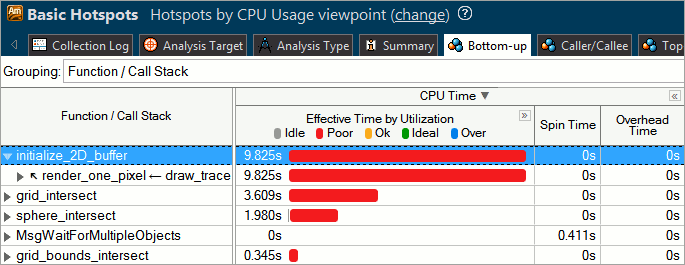 Am Basic Hotspots Hotspots by CPU Usage viewpoint (change) ?
Collection Log Analysis Target Analysis Type Summary Bottom-up Caller/Callee Top
Grouping: Function / Call Stack
Function / Call Stack
CPU Time
Effective Time by Utilization
Idle Poor Ok Ideal Over
Spin Time
Overhead Time
initialize_2D_buffer 9.825s 0s 0s
render_one_pixel ← draw_trace 9.825s 0s 0s
grid_intersect 3.609s 0s 0s
sphere_intersect 1.980s 0s 0s
MsgWaitForMultipleObjects 0s 0.411s 0s
grid_bounds_intersect 0.345s 0s 0s